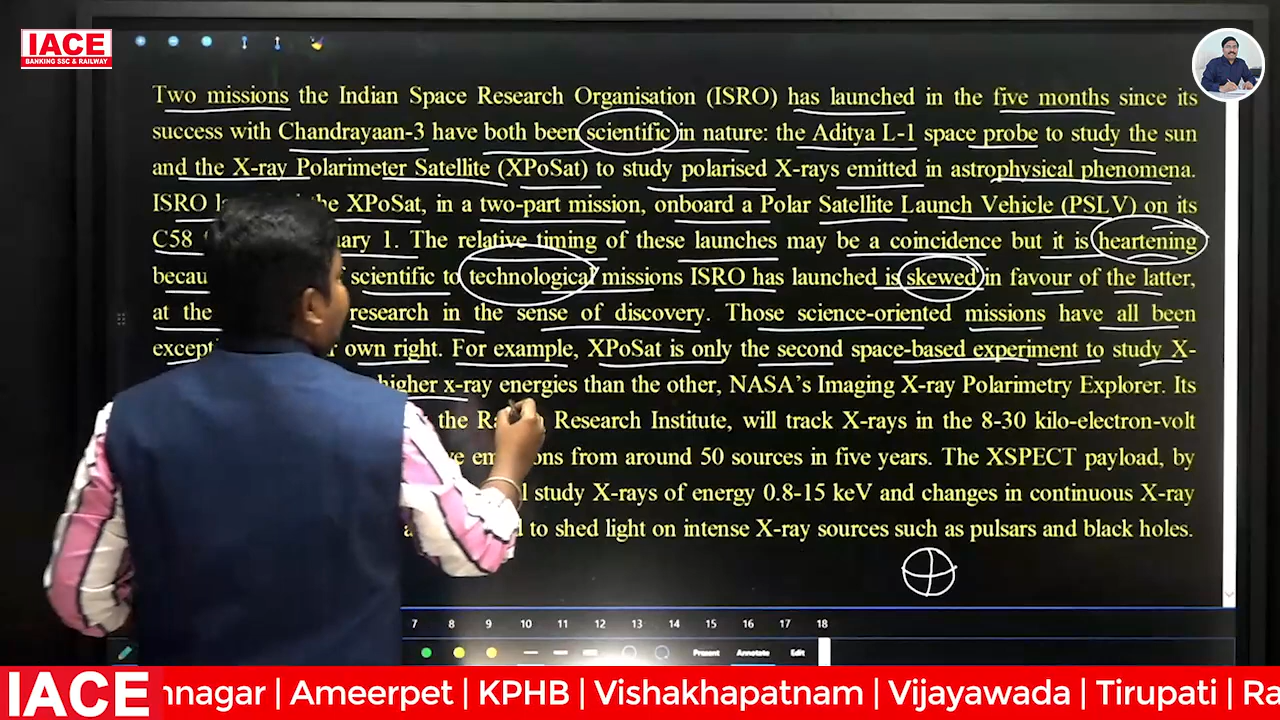 IACE
BANKING SSC & RAILWAY
Two missions the Indian Space Research Organisation (ISRO) has launched in the five months since its
success with Chandrayaan-3 have both been scientific in nature: the Aditya L-1 space probe to study the sun
and the X-ray Polarimeter Satellite (XPoSat) to study polarised X-rays emitted in astrophysical phenomena.
ISRO the XPoSat, in a two-part mission, onboard a Polar Satellite Launch Vehicle (PSLV) on its
C58 1. The relative timing of these launches may be a coincidence but it is heartening
scientific to technological missions ISRO has launched is skewed in favour of the latter,
at the research in the sense of discovery. Those science-oriented missions have all been
own right. For example, XPoSat is only the second space-based experiment to study X-
higher x-ray energies than the other, NASA's Imaging X-ray Polarimetry Explorer. Its
the Research Institute, will track X-rays in the 8-30 kilo-electron-volt
from around 50 sources in five years. The XSPECT payload, by
study X-rays of energy 0.8-15 keV and changes in continuous X-ray
to shed light on intense X-ray sources such as pulsars and black holes.
7 8 9 10 11 12 13 14 15 16 17 18
Present Annotate Edit
IACE
nnagar | Ameerpet | KPHB | Vishakhapatnam | Vijayawada | Tirupati | Ra